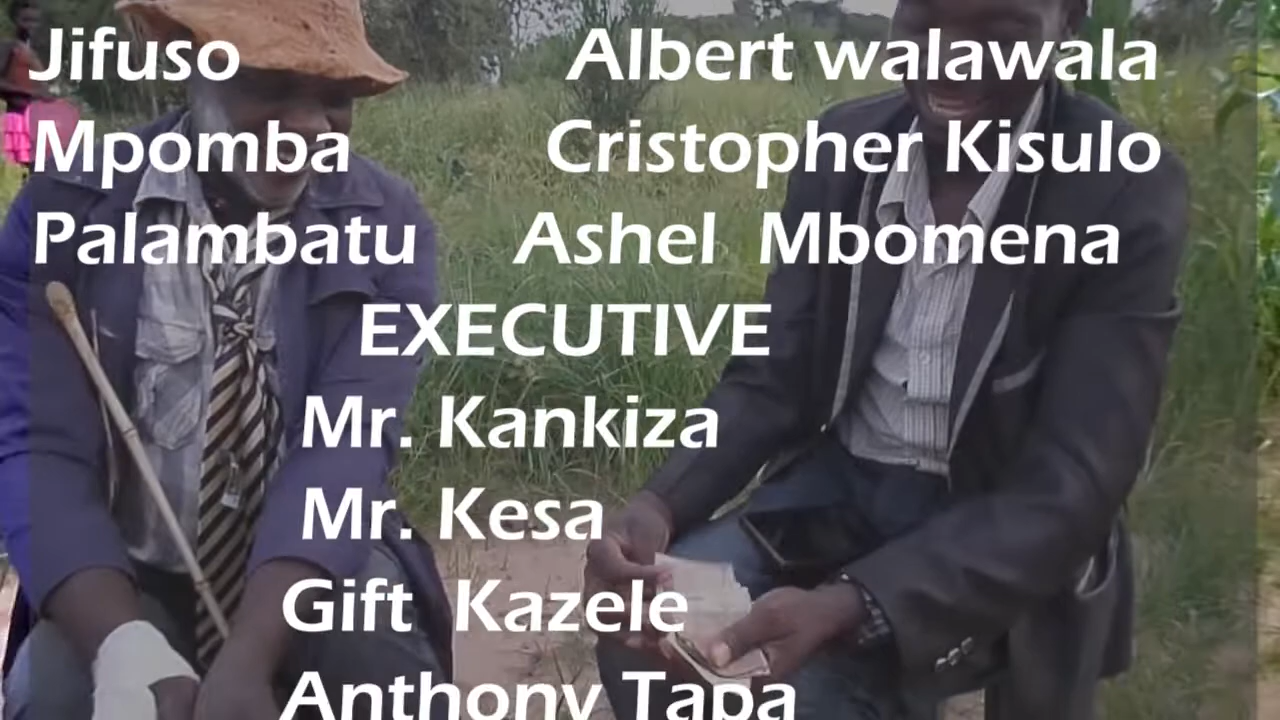 Jifuso Albert walawala
Mpomba Cristopher Kisulo
Palambatu Ashel Mbomena
EXECUTIVE
Mr. Kankiza
Mr. Kesa
Gift Kazele
Anthony Tapa